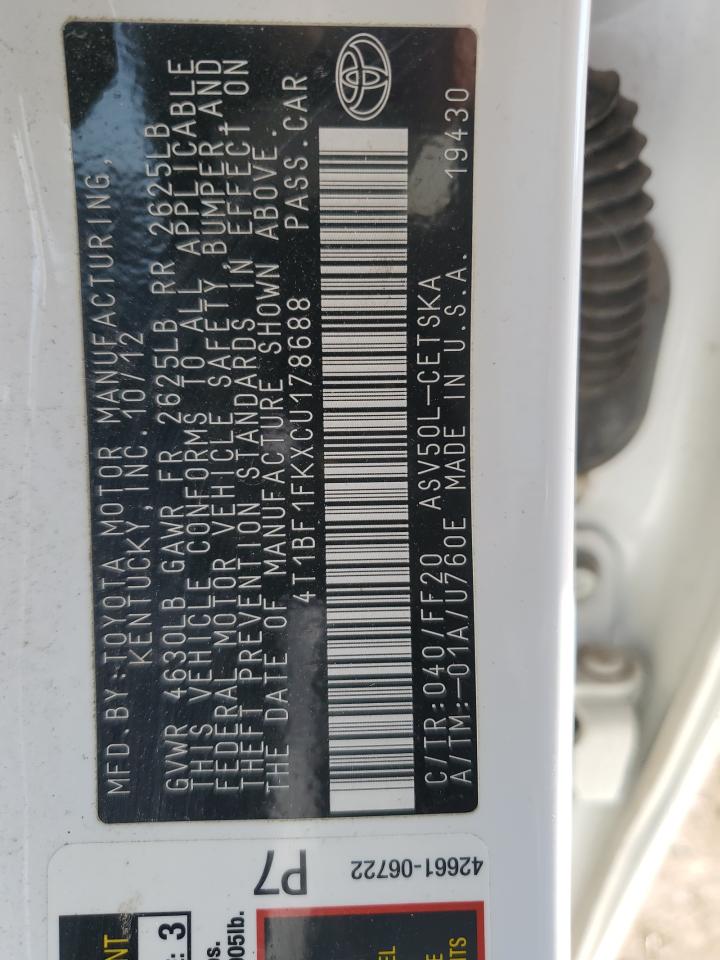 MFD.BY:TOYOTA MOTOR MANUFACTURING,
KENTUCKY,INC. 10/12
GVWR 4630LB GAWR FR 2625LB RR 2625LB
THIS VEHICLE CONFORMS TO ALL APPLICABLE
FEDERAL MOTOR VEHICLE SAFETY BUMPER,AND
THEFT PREVENTION STANDARDS IN EFFECT ON
THE DATE OF MANUFACTURE SHOWN ABOVE.
4T1BF1FKXCU178688 PASS.CAR
C/TR:040/FF20 ASV50L-CETSKA
A/TM:-01A/U760E MADE IN U.S.A. 19430
P7
42661-06722
3
005lb.